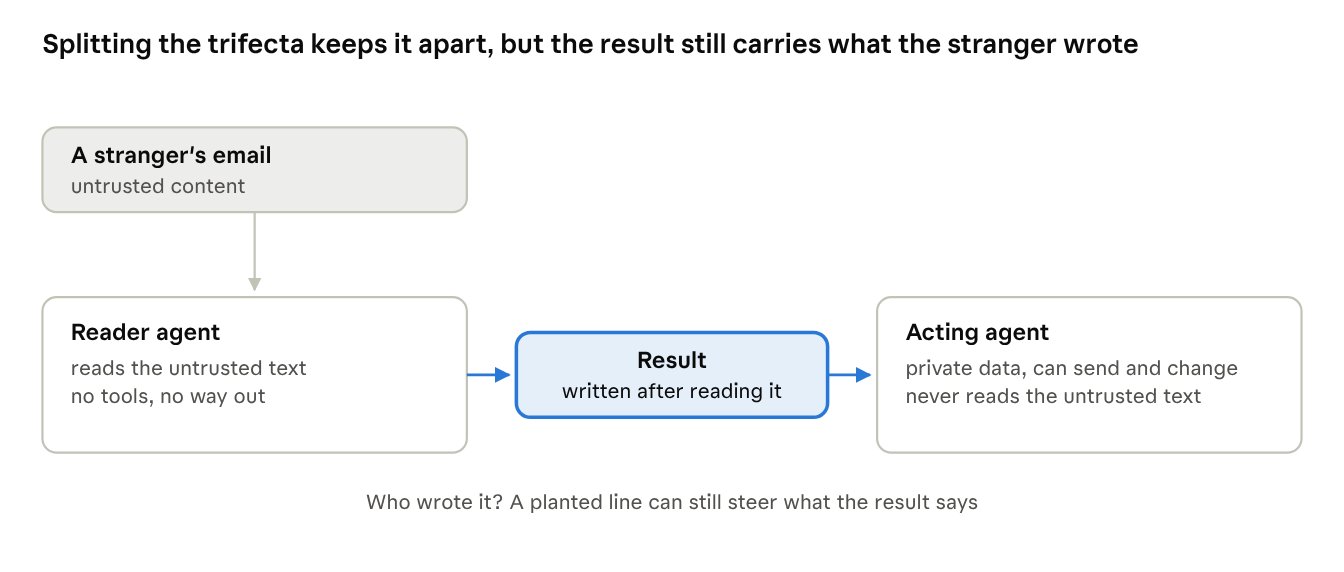 Splitting the trifecta keeps it apart, but the result still carries what the stranger wrote
A stranger's email
untrusted content
Reader agent
reads the untrusted text
no tools, no way out
Result
written after reading it
Acting agent
private data, can send and change
never reads the untrusted text
Who wrote it? A planted line can still steer what the result says